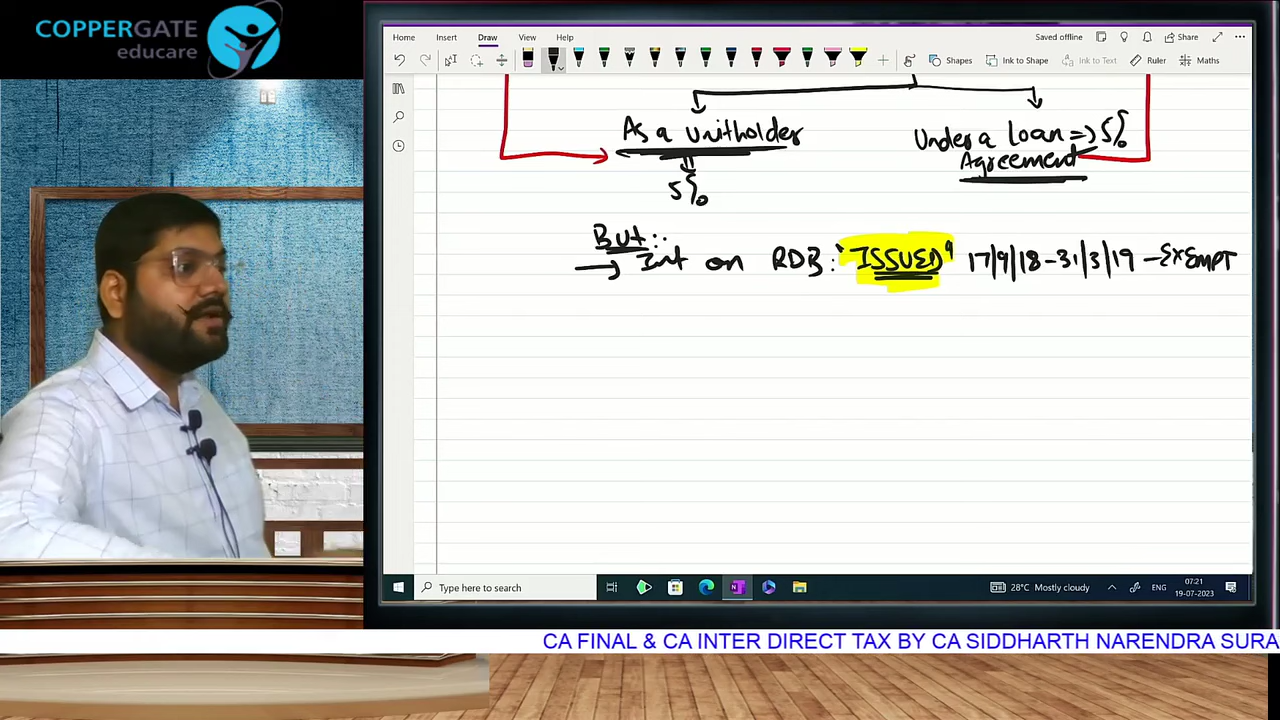 COPPERGATE
educare
Home Insert Draw View Help
Saved offline
Share
Shapes
Ink to Shape
Ink to Text
Ruler
Maths
As a unitholder
5%
Under a loan => 5%
Agreement
But:
Int on RDB: "ISSUED" 17/9/18-31/3/19 - EXEMPT
Type here to search
28°C Mostly cloudy
ENG
07:21
19-07-2023
CA FINAL & CA INTER DIRECT TAX BY CA SIDDHARTH NARENDRA SURA